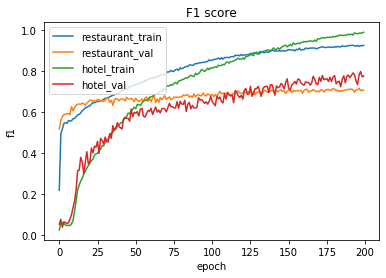 F1 score
restaurant_train
restaurant_val
hotel_train
hotel_val
f1
1.0
0.8
0.6
0.4
0.2
0.0
0 25 50 75 100 125 150 175 200
epoch